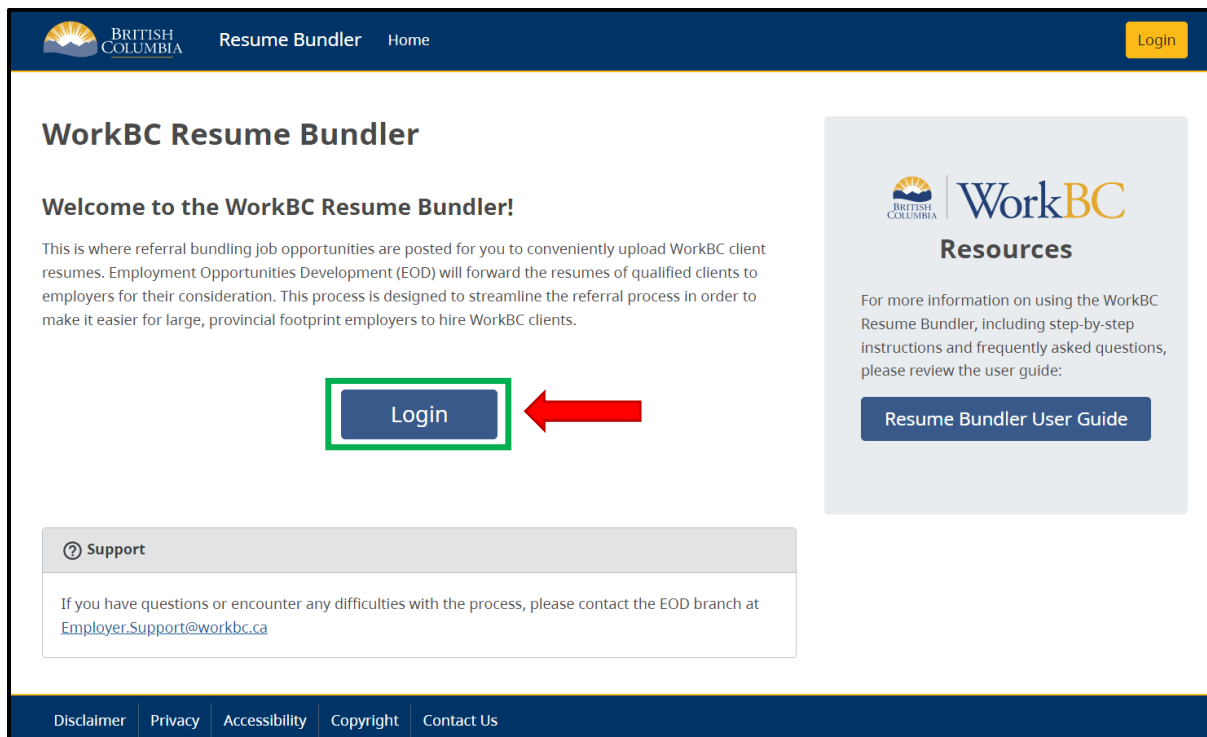 BRITISH
COLUMBIA
Resume Bundler
Home
Login
WorkBC Resume Bundler
Welcome to the WorkBC Resume Bundler!
This is where referral bundling job opportunities are posted for you to conveniently upload WorkBC client
resumes. Employment Opportunities Development (EOD) will forward the resumes of qualified clients to
employers for their consideration. This process is designed to streamline the referral process in order to
make it easier for large, provincial footprint employers to hire WorkBC clients.
Login
BRITISH
COLUMBIA
WorkBC
Resources
For more information on using the WorkBC
Resume Bundler, including step-by-step
instructions and frequently asked questions,
please review the user guide:
Resume Bundler User Guide
Support
If you have questions or encounter any difficulties with the process, please contact the EOD branch at
Employer.Support@workbc.ca
Disclaimer
Privacy
Accessibility
Copyright
Contact Us